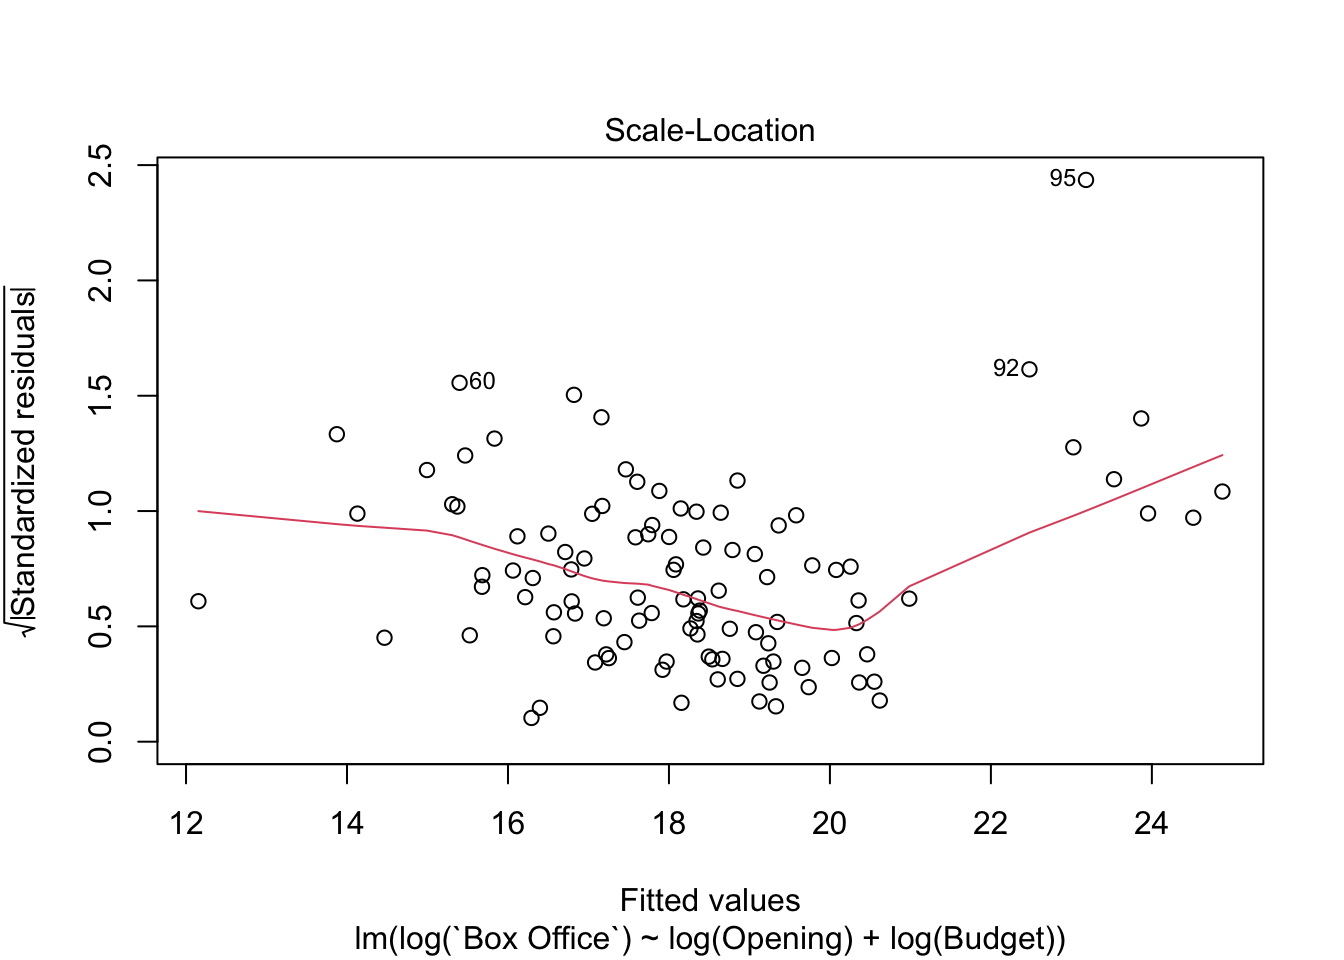 Scale-Location
√|Standardized residuals|
2.5
2.0
1.5
1.0
0.5
0.0
95
92
60
12 14 16 18 20 22 24
Fitted values
lm(log(`Box Office`) ~ log(Opening) + log(Budget))